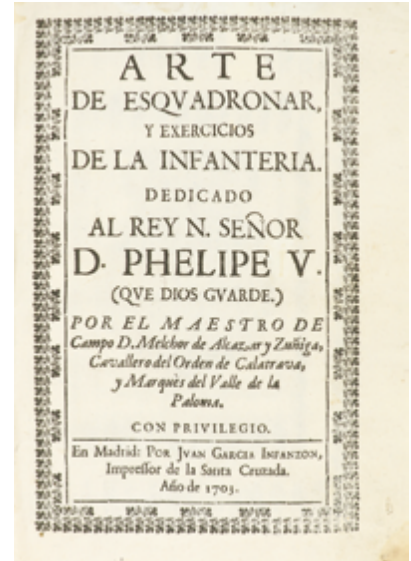 ARTE
DE ESQVADRONAR,
Y EXERCICIOS
DE LA INFANTERIA.
DEDICADO
AL REY N. SEÑOR
D. PHELIPE V.
(QVE DIOS GVARDE.)
POR EL MAESTRO DE
Campo D. Melchor de Alcazar y Zuñiga,
Cavallero del Orden de Calatrava,
y Marquès del Valle de la
Paloma.
CON PRIVILEGIO.
En Madrid: POR JVAN GARCIA INFANZON,
Impressor de la Santa Cruzada.
Año de 1703.